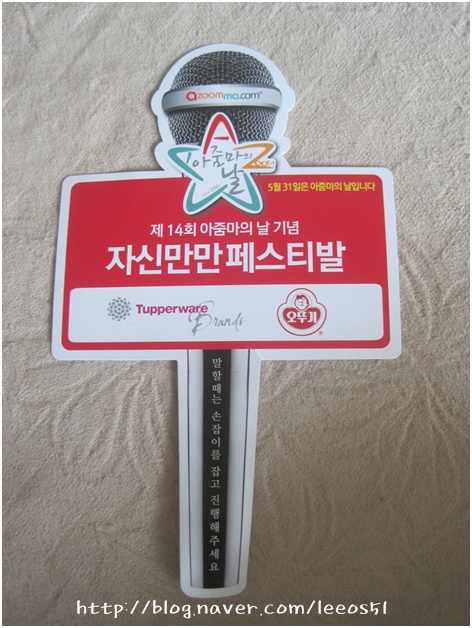 azoomma.com
아줌마의
날
5월 31일은 아줌마의 날입니다
제 14회 아줌마의 날 기념
자신만만 페스티발
Tupperware
Brands
오뚜기
말할때는 손잡이를 잡고 진행해주세요
http://blog.naver.com/leeos51